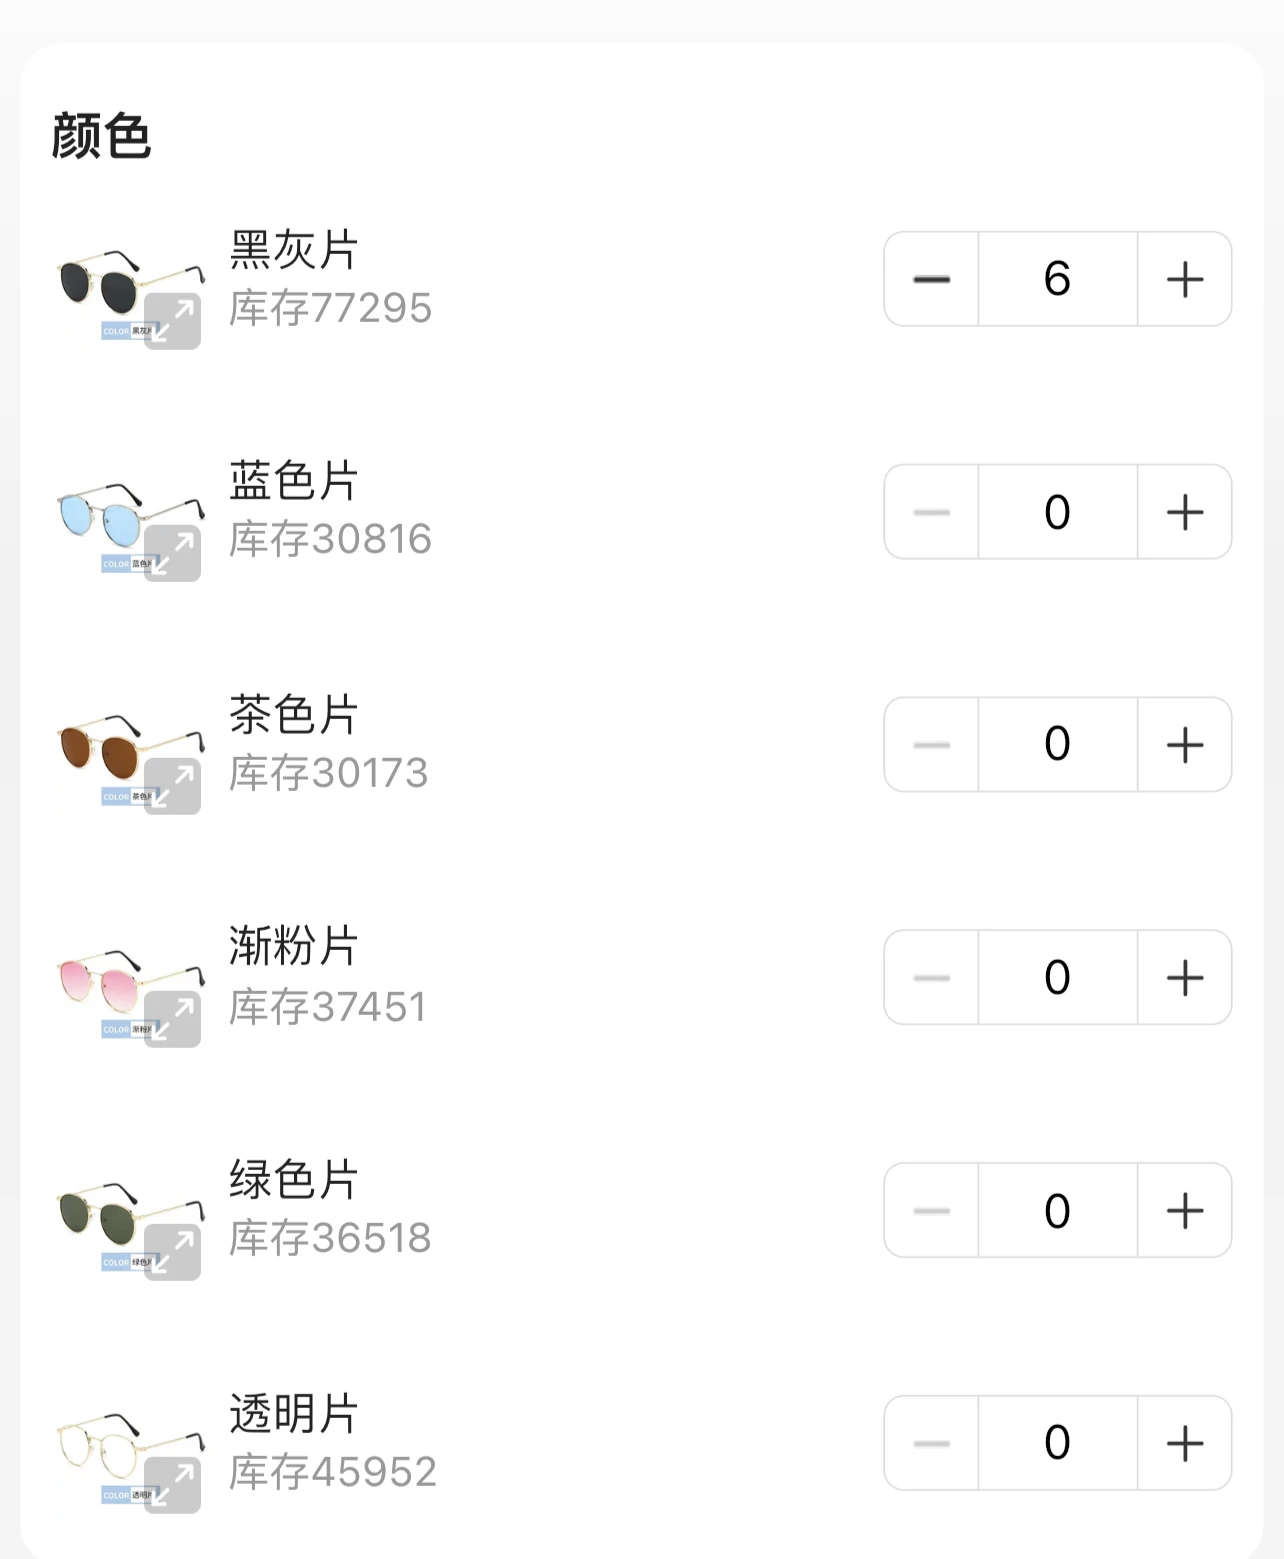 颜色
黑灰片
库存77295
6
COLOR 黑灰片
蓝色片
库存30816
0
COLOR 蓝色片
茶色片
库存30173
0
COLOR 茶色片
渐粉片
库存37451
0
COLOR 渐粉片
绿色片
库存36518
0
COLOR 绿色片
透明片
库存45952
0
COLOR 透明片